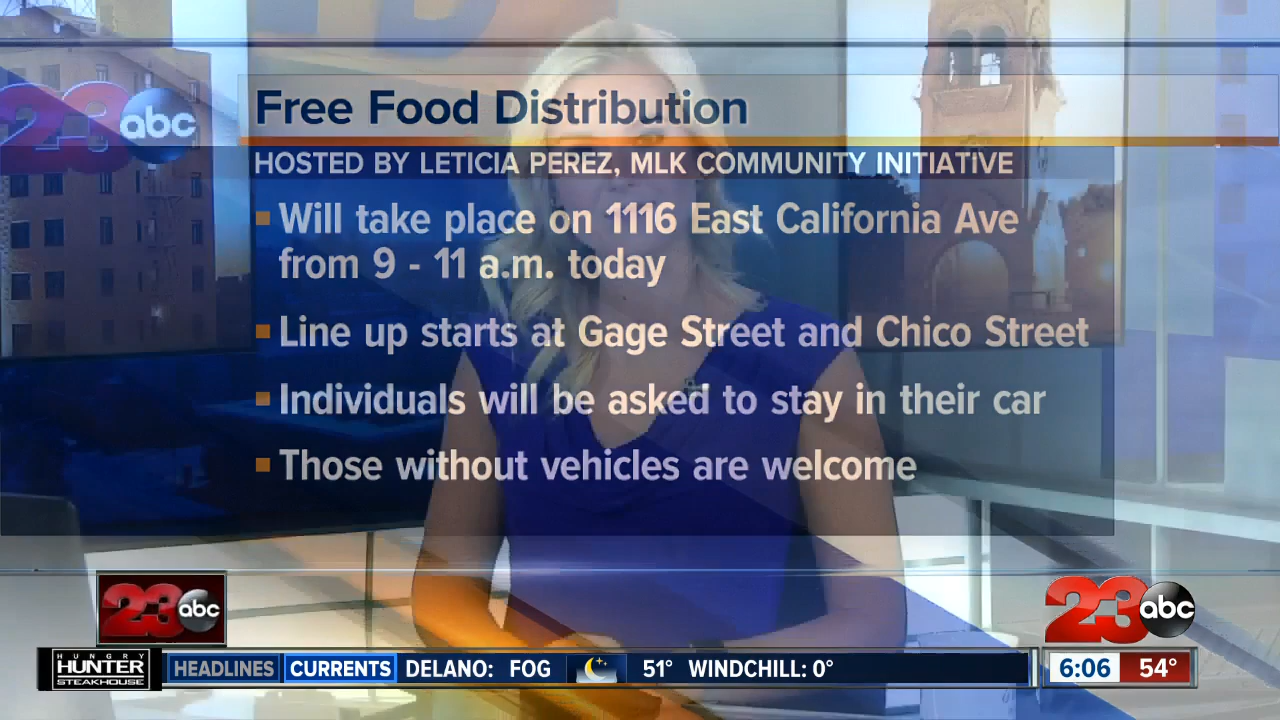 23 abc
Free Food Distribution
HOSTED BY LETICIA PEREZ, MLK COMMUNITY INITIATIVE
Will take place on 1116 East California Ave
from 9 - 11 a.m. today
Line up starts at Gage Street and Chico Street
Individuals will be asked to stay in their car
Those without vehicles are welcome
23 abc
23 abc
HUNGRY
HUNTER
STEAKHOUSE
HEADLINES CURRENTS DELANO: FOG 51° WINDCHILL: 0° 6:06 54°